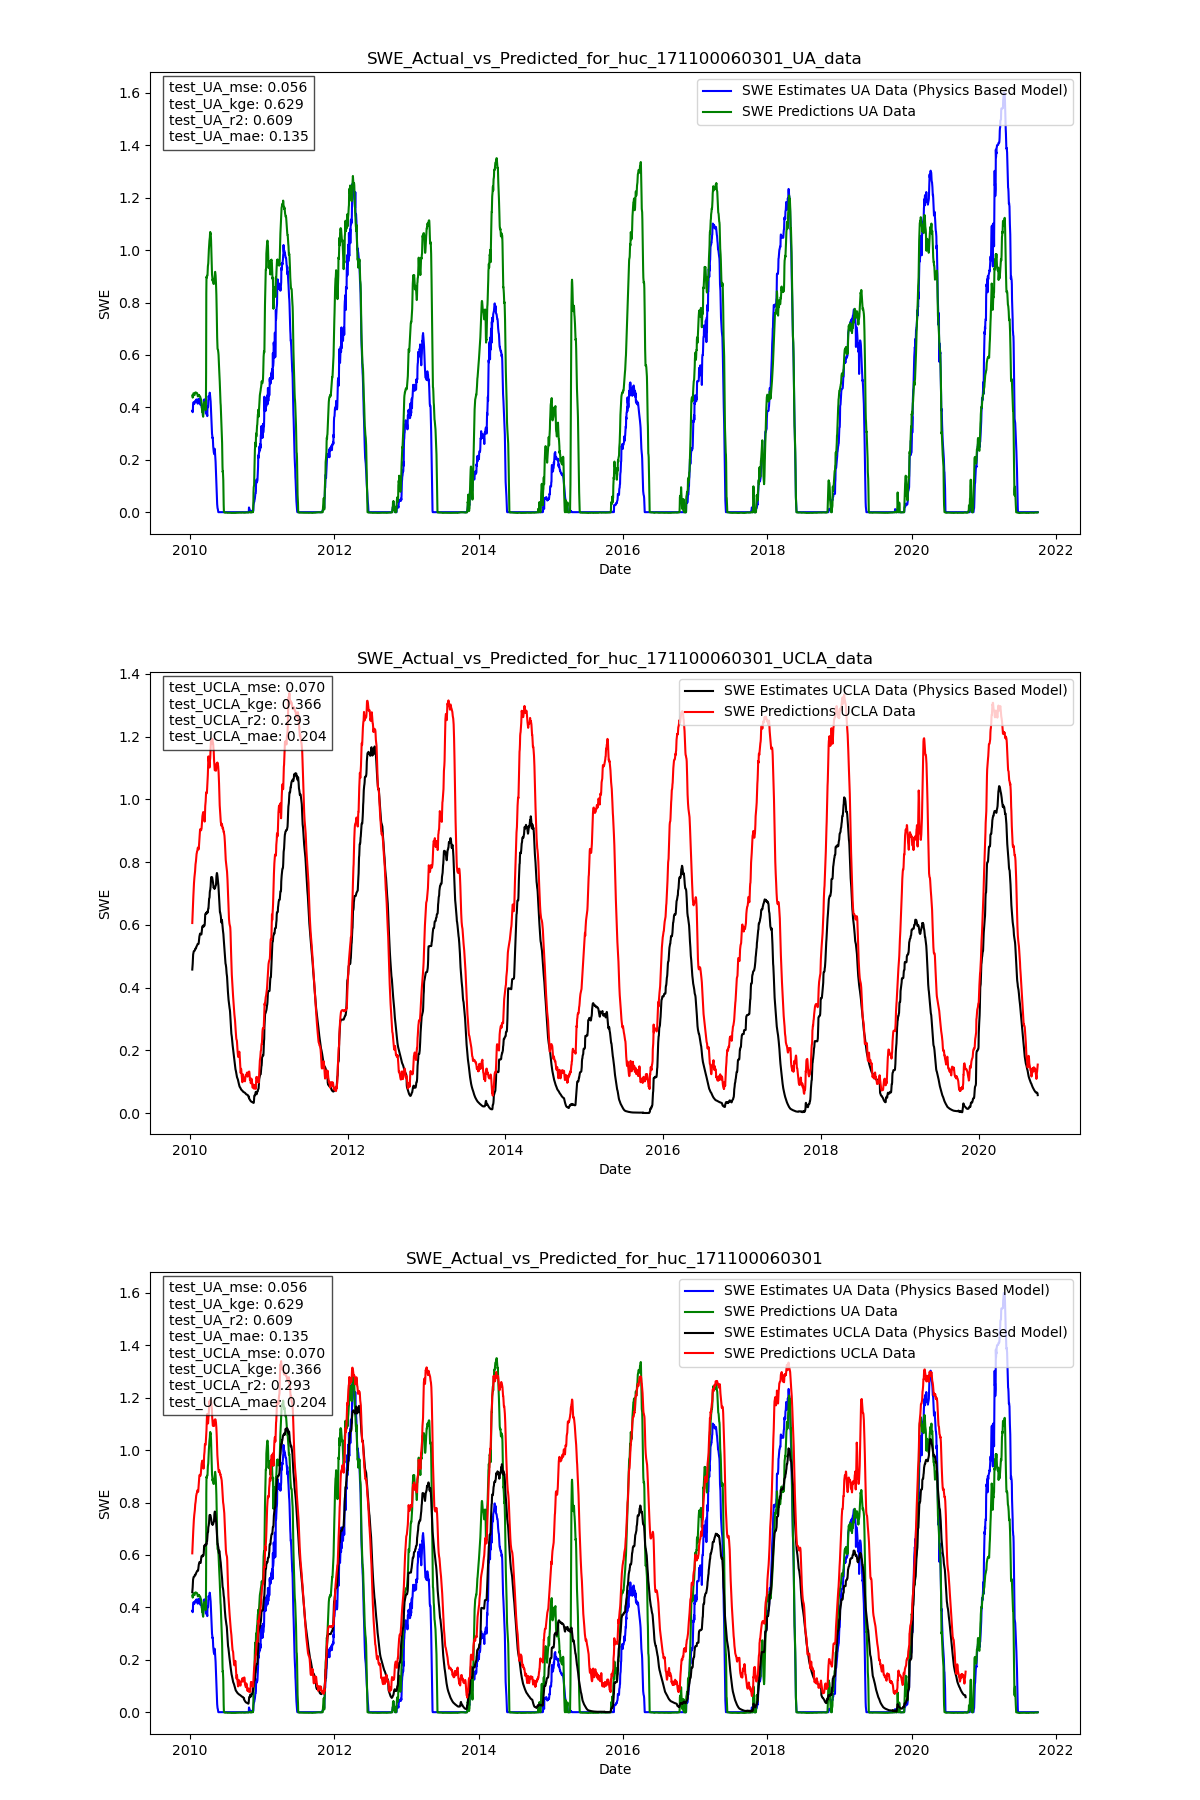 SWE_Actual_vs_Predicted_for_huc_171100060301_UA_data
test_UA_mse: 0.056
test_UA_kge: 0.629
test_UA_r2: 0.609
test_UA_mae: 0.135
SWE Estimates UA Data (Physics Based Model)
SWE Predictions UA Data
1.6
1.4
1.2
1.0
0.8
0.6
0.4
0.2
0.0
SWE
2010 2012 2014 2016 2018 2020 2022
Date
SWE_Actual_vs_Predicted_for_huc_171100060301_UCLA_data
test_UCLA_mse: 0.070
test_UCLA_kge: 0.366
test_UCLA_r2: 0.293
test_UCLA_mae: 0.204
SWE Estimates UCLA Data (Physics Based Model)
SWE Predictions UCLA Data
1.4
1.2
1.0
0.8
0.6
0.4
0.2
0.0
SWE
2010 2012 2014 2016 2018 2020
Date
SWE_Actual_vs_Predicted_for_huc_171100060301
test_UA_mse: 0.056
test_UA_kge: 0.629
test_UA_r2: 0.609
test_UA_mae: 0.135
test_UCLA_mse: 0.070
test_UCLA_kge: 0.366
test_UCLA_r2: 0.293
test_UCLA_mae: 0.204
SWE Estimates UA Data (Physics Based Model)
SWE Predictions UA Data
SWE Estimates UCLA Data (Physics Based Model)
SWE Predictions UCLA Data
1.6
1.4
1.2
1.0
0.8
0.6
0.4
0.2
0.0
SWE
2010 2012 2014 2016 2018 2020 2022
Date